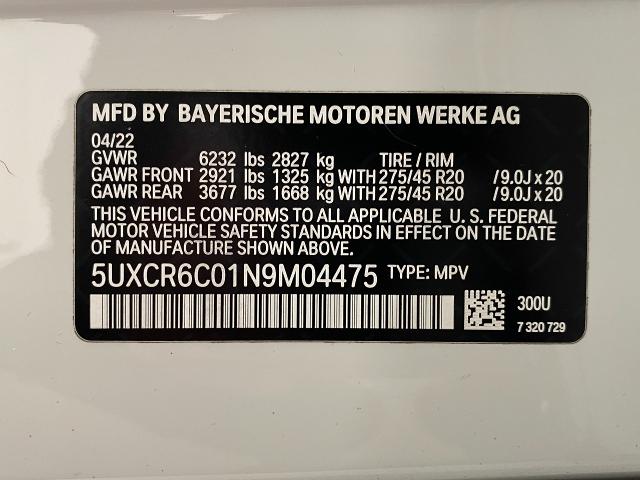 MFD BY BAYERISCHE MOTOREN WERKE AG
04/22
GVWR 6232 lbs 2827 kg TIRE / RIM
GAWR FRONT 2921 lbs 1325 kg WITH 275/45 R20 / 9.0J x 20
GAWR REAR 3677 lbs 1668 kg WITH 275/45 R20 / 9.0J x 20
THIS VEHICLE CONFORMS TO ALL APPLICABLE U. S. FEDERAL
MOTOR VEHICLE SAFETY STANDARDS IN EFFECT ON THE DATE
OF MANUFACTURE SHOWN ABOVE.
5UXCR6C01N9M04475 TYPE: MPV
300U
7 320 729